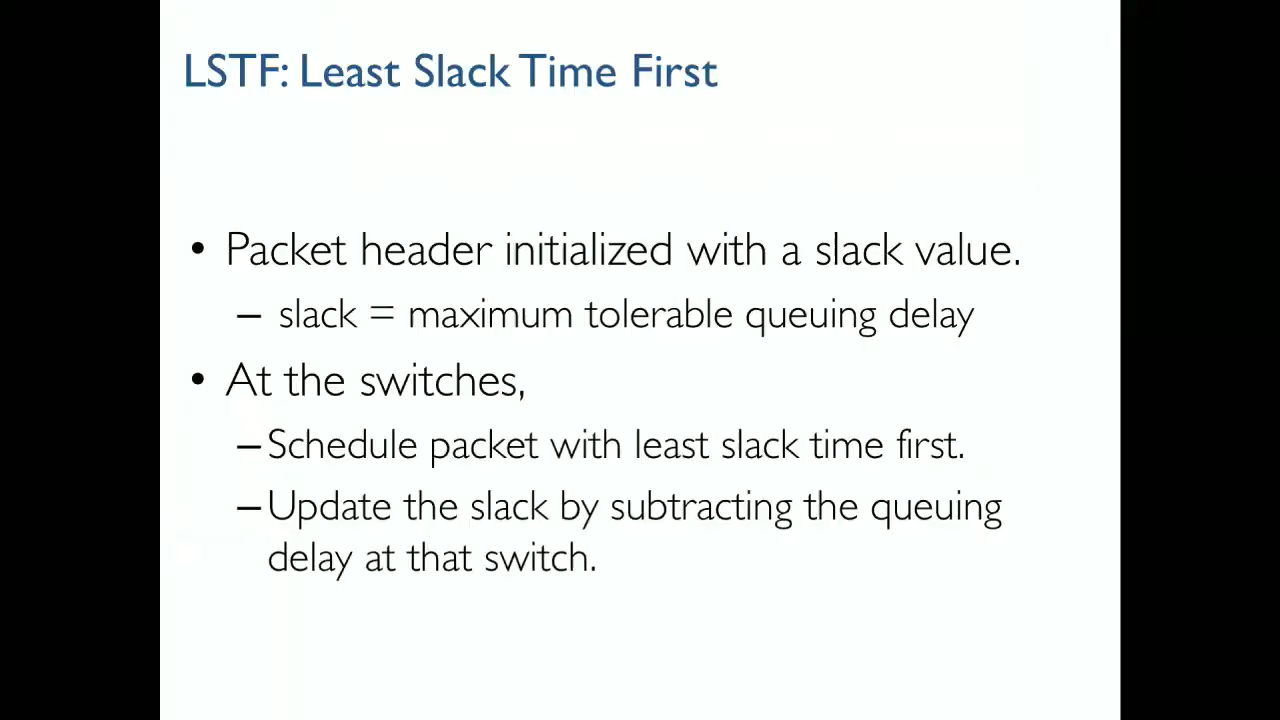 LSTF: Least Slack Time First
• Packet header initialized with a slack value.
– slack = maximum tolerable queuing delay
• At the switches,
– Schedule packet with least slack time first.
– Update the slack by subtracting the queuing
delay at that switch.